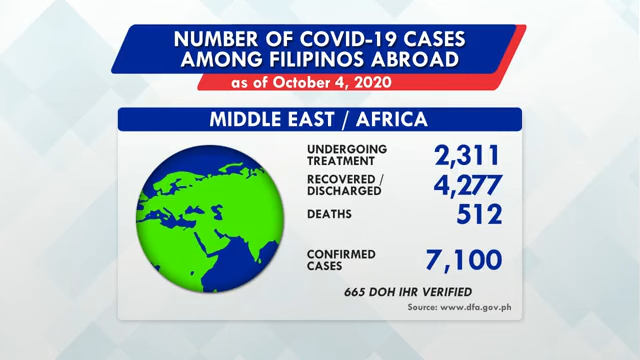 NUMBER OF COVID-19 CASES
AMONG FILIPINOS ABROAD
as of October 4, 2020
MIDDLE EAST / AFRICA
UNDERGOING
TREATMENT 2,311
RECOVERED /
DISCHARGED 4,277
DEATHS 512
CONFIRMED
CASES 7,100
665 DOH IHR VERIFIED
Source: www.dfa.gov.ph